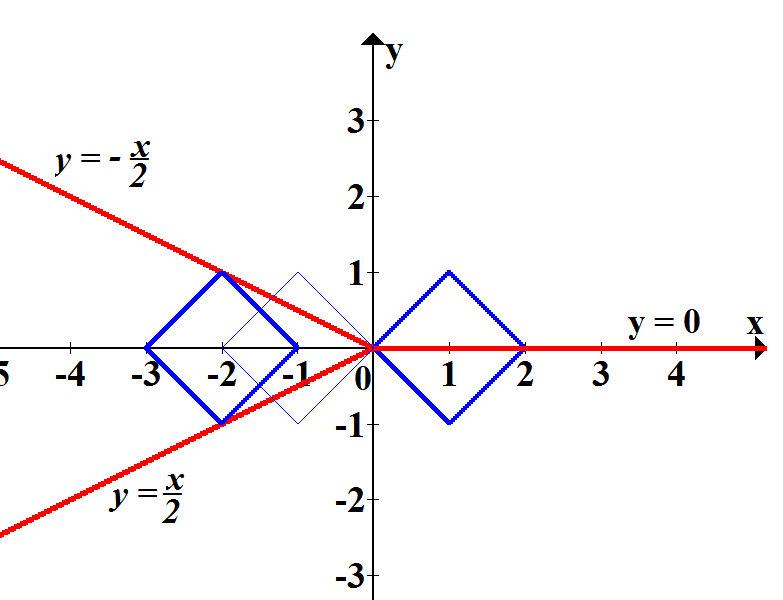 y
3
y = - x/2
2
1
y = 0
x
5 -4 -3 -2 -1 0 1 2 3 4
-1
y = x/2
-2
-3